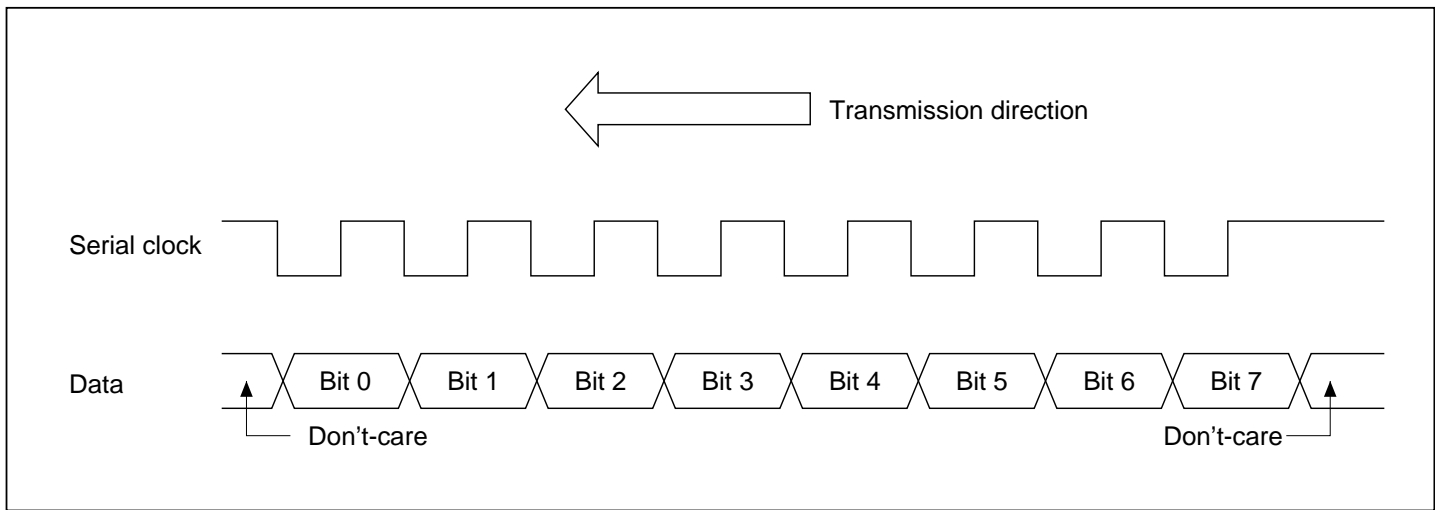 Transmission direction
Serial clock
Data
Bit 0 Bit 1 Bit 2 Bit 3 Bit 4 Bit 5 Bit 6 Bit 7
Don't-care Don't-care